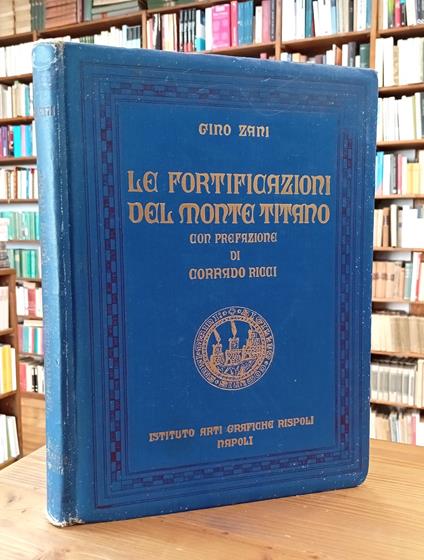 GINO ZANI
LE FORTIFICAZIONI
DEL MONTE TITANO
CON PREFAZIONE
DI
CORRADO RICCI
ISTITUTO ARTI GRAFICHE RISPOLI
NAPOLI